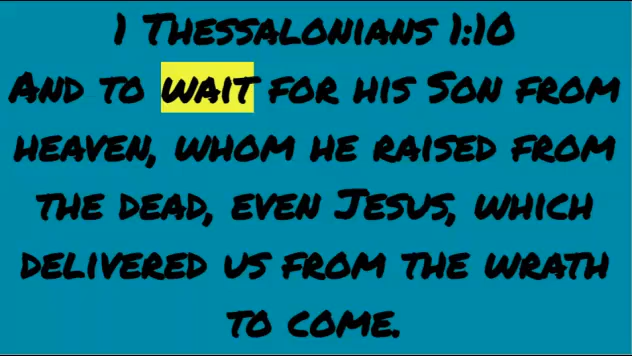 1 Thessalonians 1:10
And to wait for his Son from
heaven, whom he raised from
the dead, even Jesus, which
delivered us from the wrath
to come.